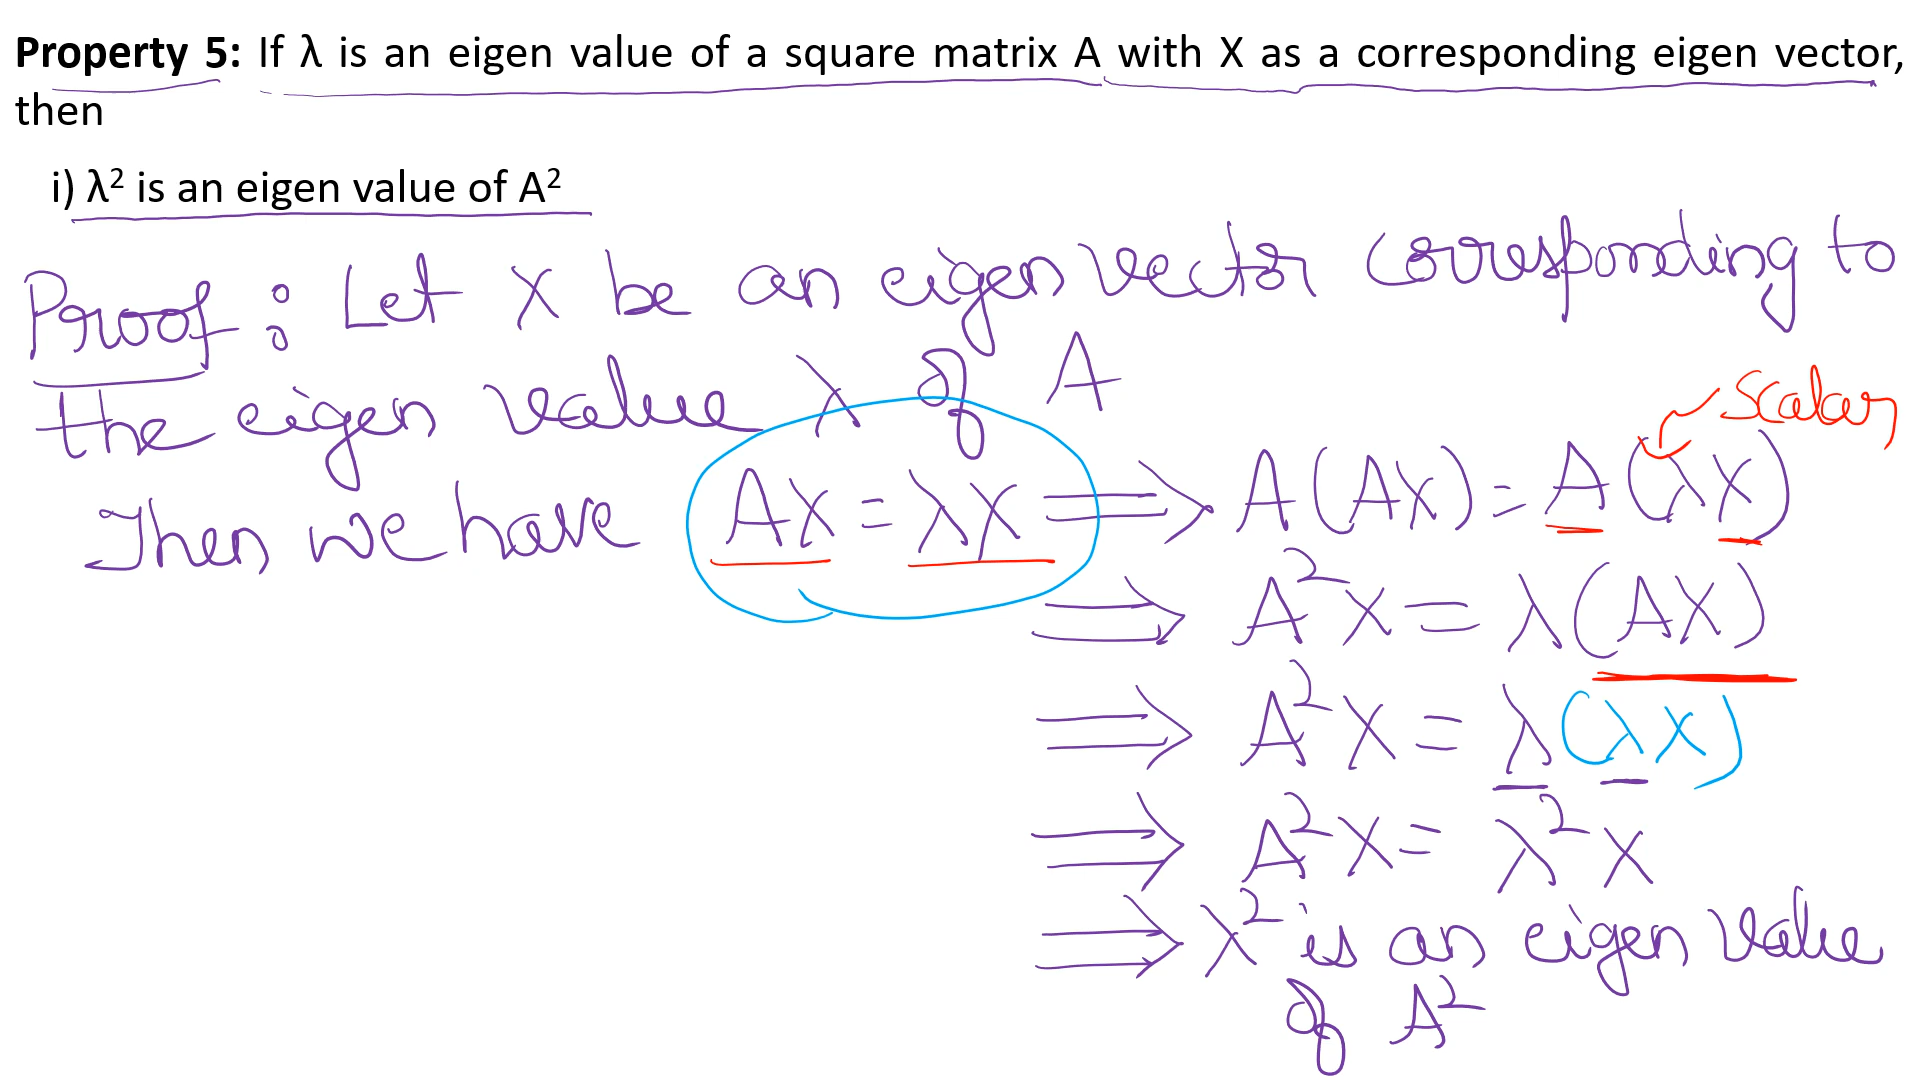 Property 5: If λ is an eigen value of a square matrix A with X as a corresponding eigen vector,
then
i) λ² is an eigen value of A²
Proof : Let X be an eigen vector corresponding to
the eigen value λ of A
Scalar
Then we have AX = λX ⇒ A(AX) = A(λX)
⇒ A²X = λ(AX)
⇒ A²X = λ(λX)
⇒ A²X = λ²X
⇒ λ² is an eigen value
of A²